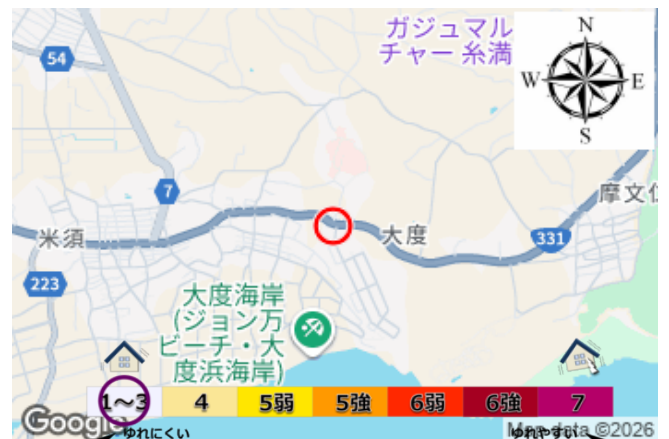 ガジュマル
チャー 糸満
N
W E
S
54
7
米須
大度
331
摩文仁
223
大度海岸
(ジョン万
ビーチ・大
度浜海岸)
1~3 4 5弱 5強 6弱 6強 7
Google
ゆれにくい
ゆれやすい
Map data ©2026